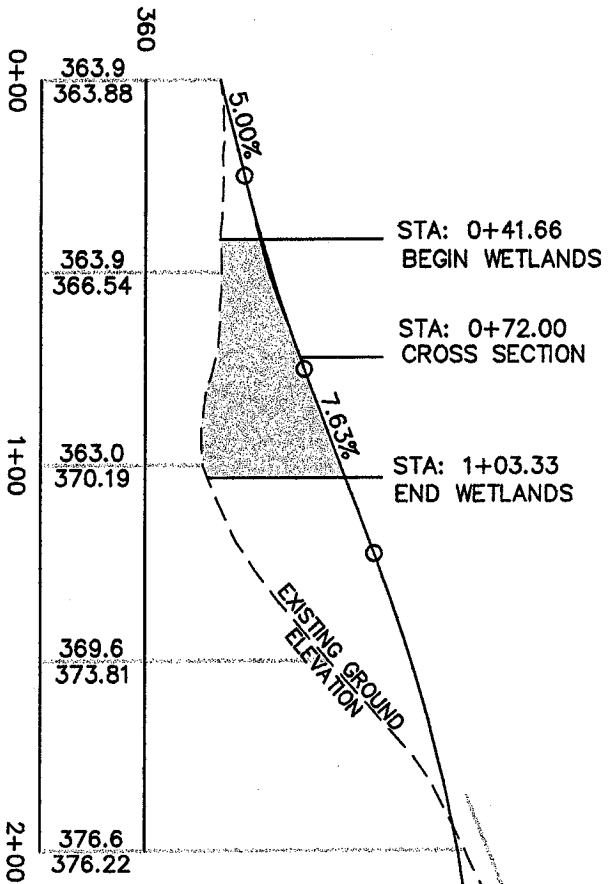 360
0+00
363.9
363.88
5.00%
STA: 0+41.66
BEGIN WETLANDS
363.9
366.54
STA: 0+72.00
CROSS SECTION
7.63%
1+00
363.0
370.19
STA: 1+03.33
END WETLANDS
EXISTING GROUND
ELEVATION
369.6
373.81
2+00
376.6
376.22